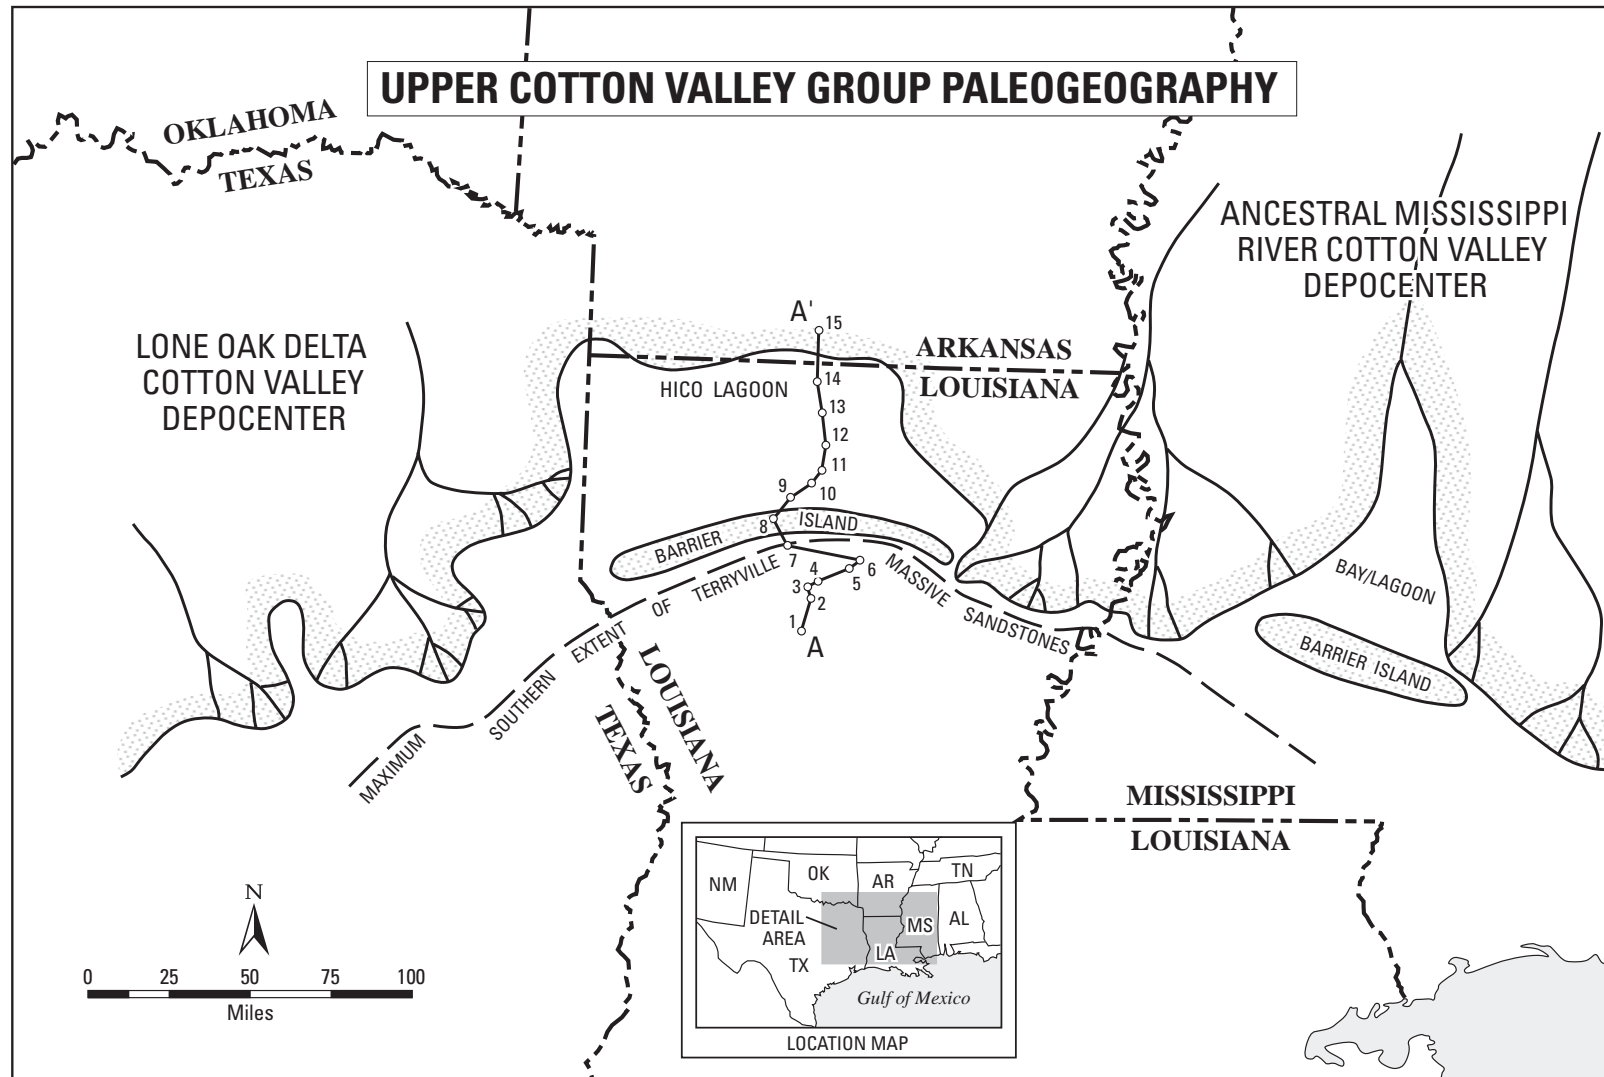 UPPER COTTON VALLEY GROUP PALEOGEOGRAPHY
OKLAHOMA
TEXAS
ANCESTRAL MISSISSIPPI
RIVER COTTON VALLEY
DEPOCENTER
LONE OAK DELTA
COTTON VALLEY
DEPOCENTER
A'
15
ARKANSAS
LOUISIANA
HICO LAGOON
14
13
12
11
10
9
8
BARRIER ISLAND
7
6
5
4
3
2
1
A
MAXIMUM SOUTHERN EXTENT OF TERRYVILLE MASSIVE SANDSTONES
BAY/LAGOON
BARRIER ISLAND
LOUISIANA
TEXAS
MISSISSIPPI
LOUISIANA
N
0 25 50 75 100
Miles
NM
OK
AR
TN
DETAIL
AREA
MS
AL
TX
LA
Gulf of Mexico
LOCATION MAP